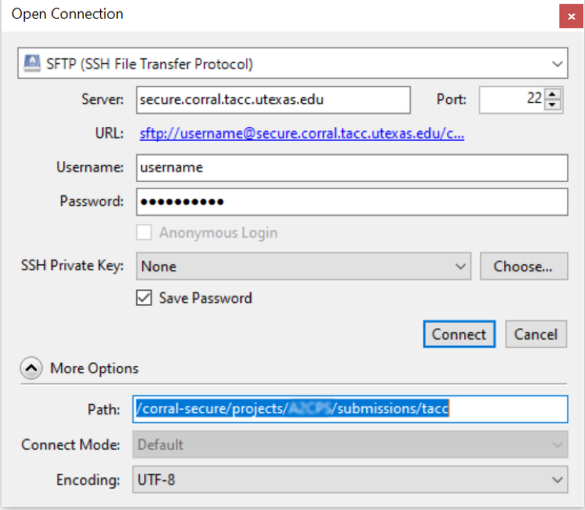 Open Connection
SFTP (SSH File Transfer Protocol)
Server: secure.corral.tacc.utexas.edu Port: 22
URL: sftp://username@secure.corral.tacc.utexas.edu/c...
Username: username
Password: ••••••••••
Anonymous Login
SSH Private Key: None Choose...
Save Password
Connect Cancel
More Options
Path: /corral-secure/projects/ /submissions/tacc
Connect Mode: Default
Encoding: UTF-8